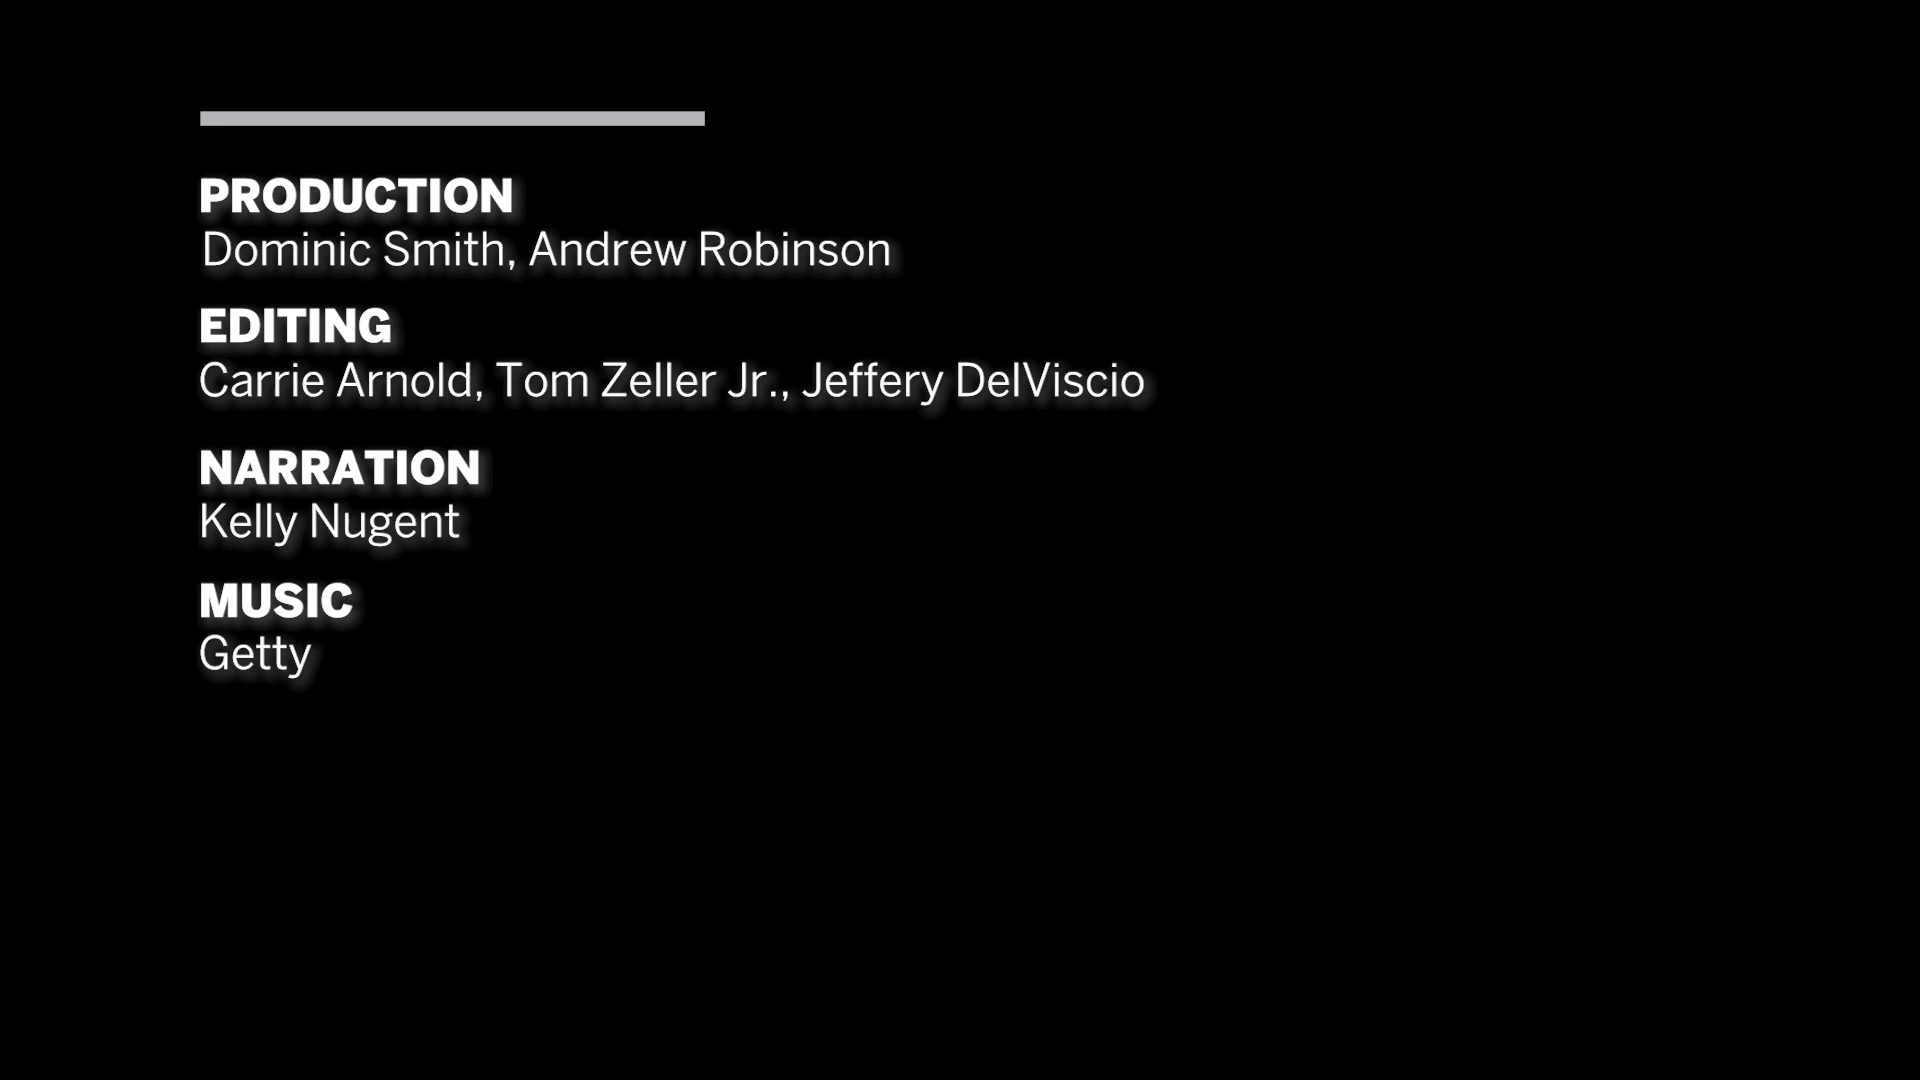 PRODUCTION
Dominic Smith, Andrew Robinson
EDITING
Carrie Arnold, Tom Zeller Jr., Jeffery DelViscio
NARRATION
Kelly Nugent
MUSIC
Getty